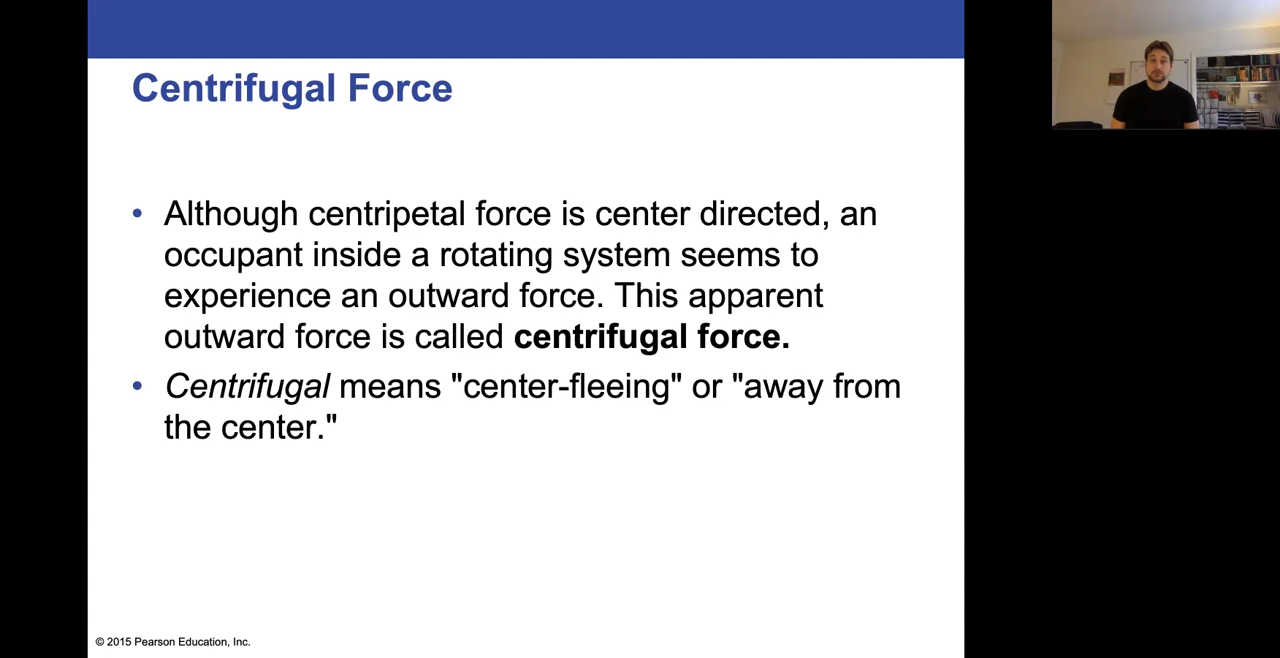 Centrifugal Force
• Although centripetal force is center directed, an
occupant inside a rotating system seems to
experience an outward force. This apparent
outward force is called centrifugal force.
• Centrifugal means "center-fleeing" or "away from
the center."
© 2015 Pearson Education, Inc.